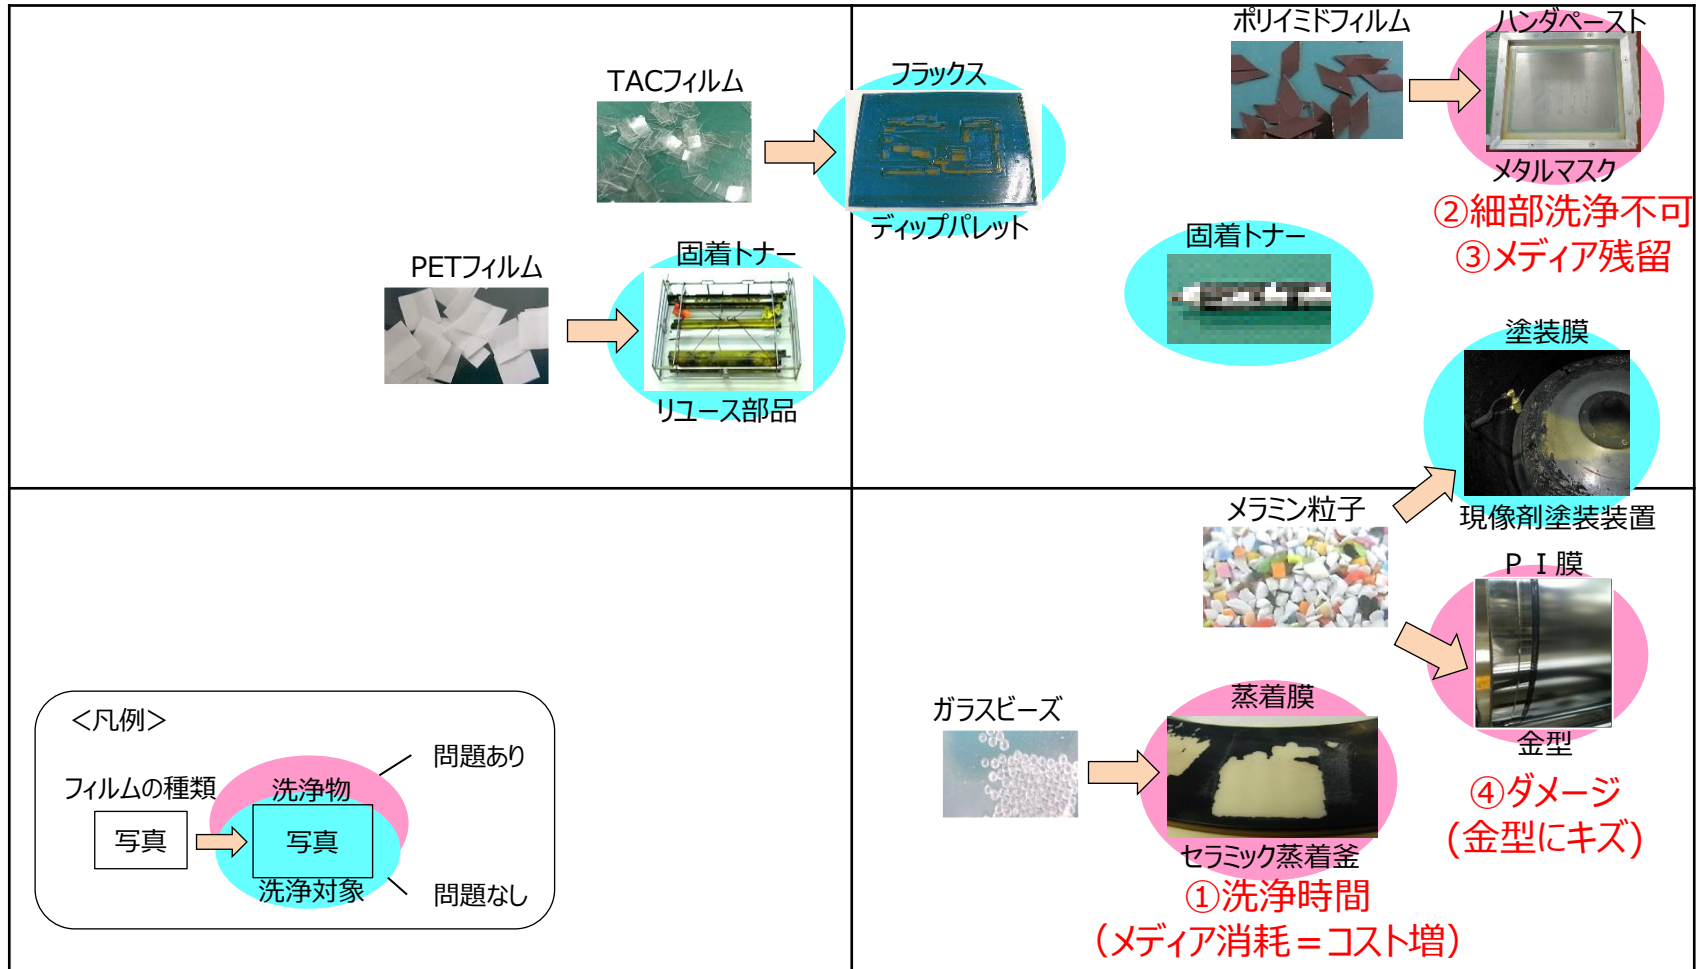 TACフィルム
フラックス
ディップパレット
PETフィルム
固着トナー
リユース部品
ポリイミドフィルム
ハンダペースト
メタルマスク
②細部洗浄不可
③メディア残留
固着トナー
塗装膜
現像剤塗装装置
メラミン粒子
ＰＩ膜
金型
④ダメージ
(金型にキズ)
ガラスビーズ
蒸着膜
セラミック蒸着釜
①洗浄時間
（メディア消耗＝コスト増）
＜凡例＞
フィルムの種類
写真
洗浄物
写真
洗浄対象
問題あり
問題なし